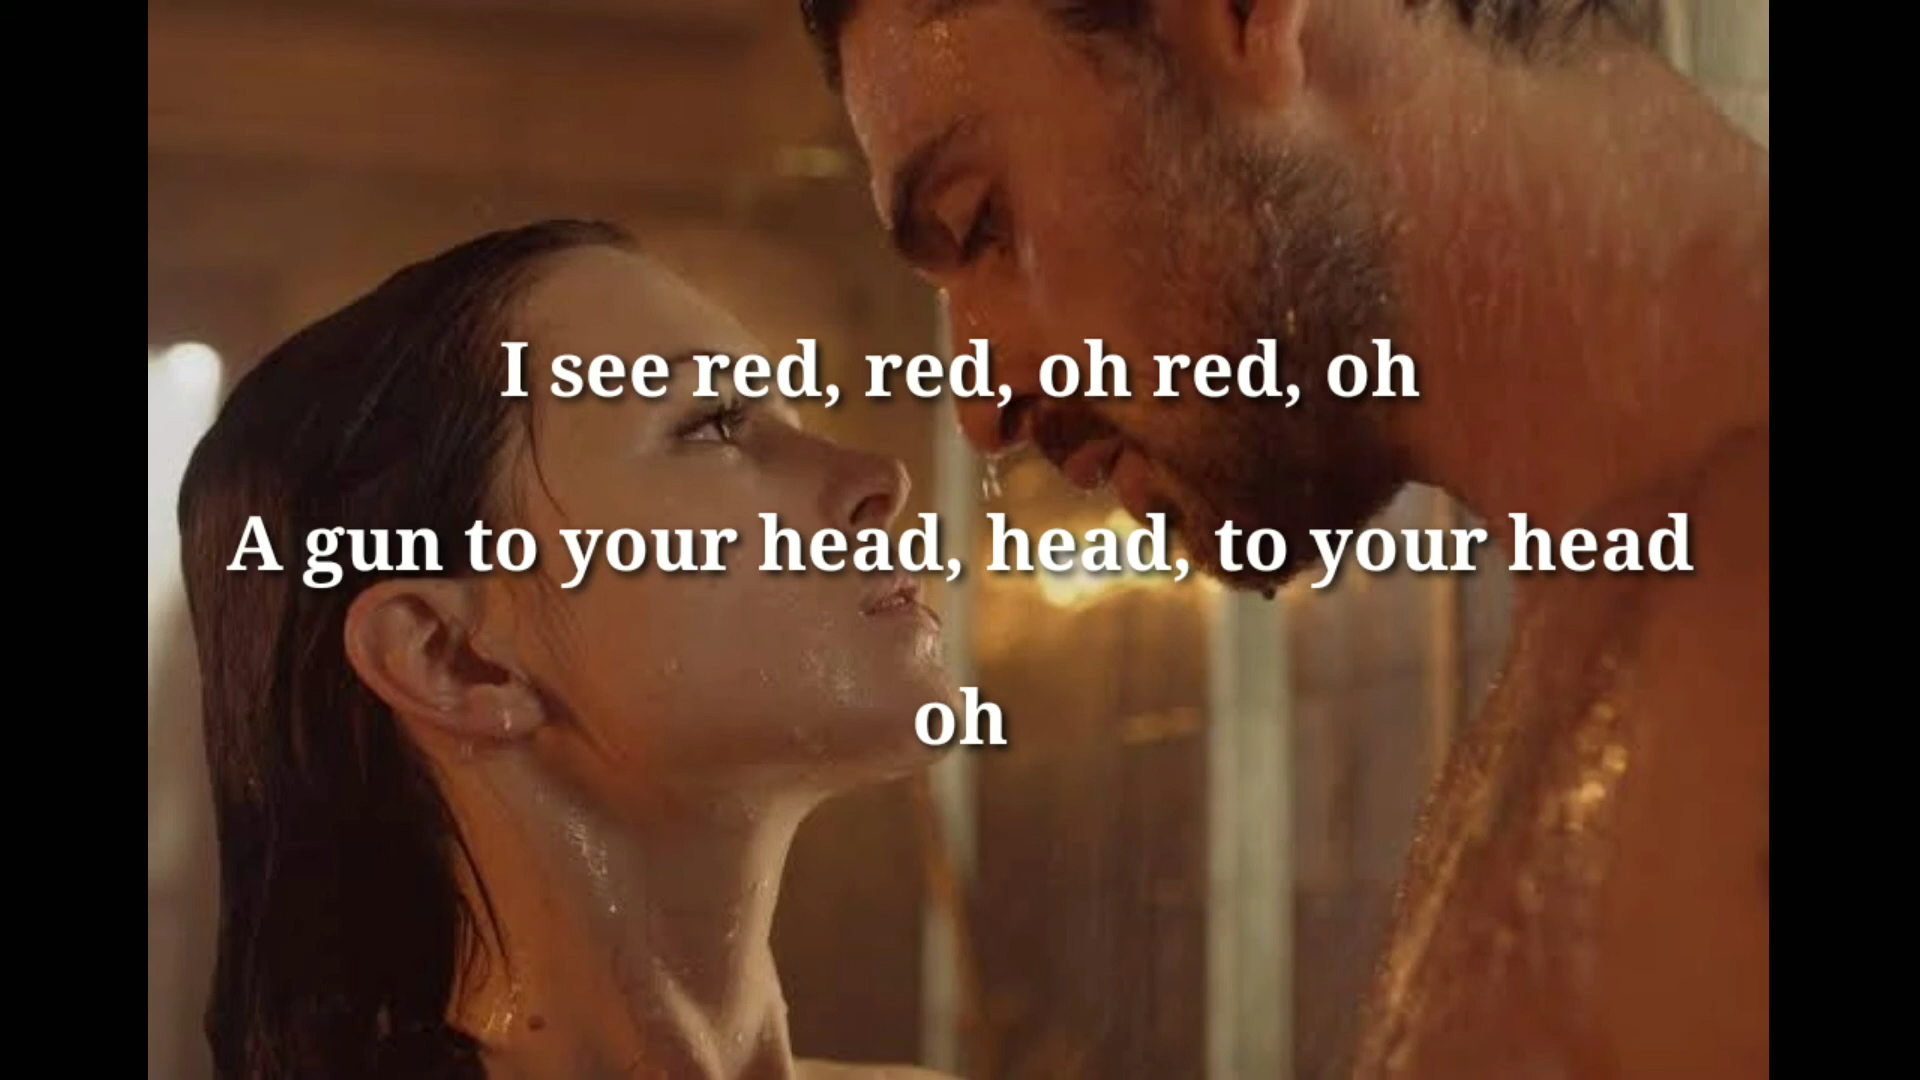 I see red, red, oh red, oh
A gun to your head, head, to your head
oh